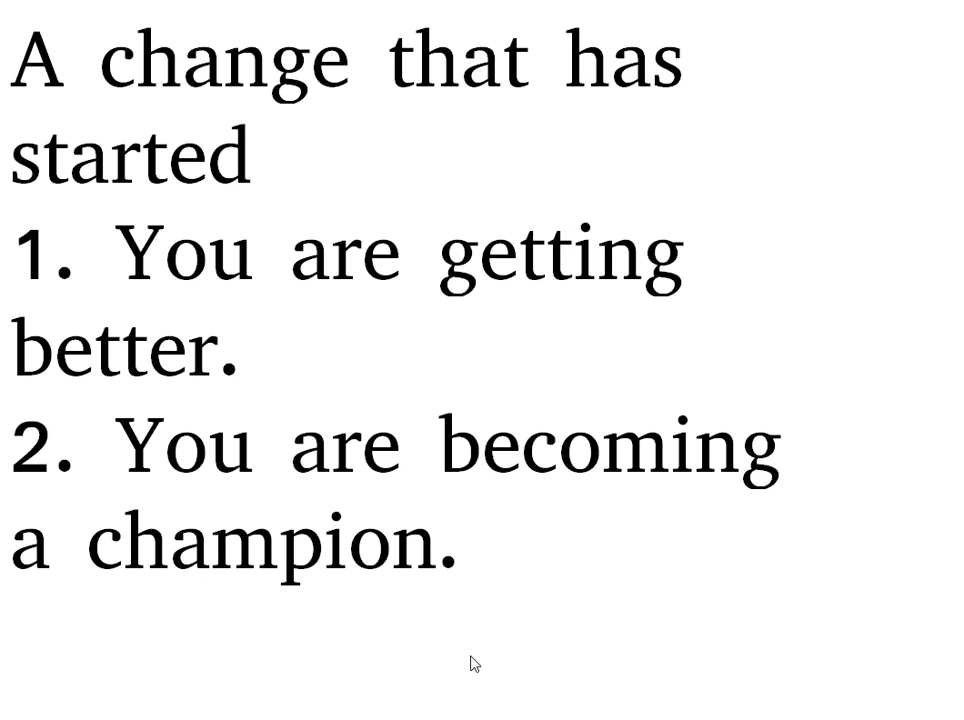 A change that has
started
1. You are getting
better.
2. You are becoming
a champion.